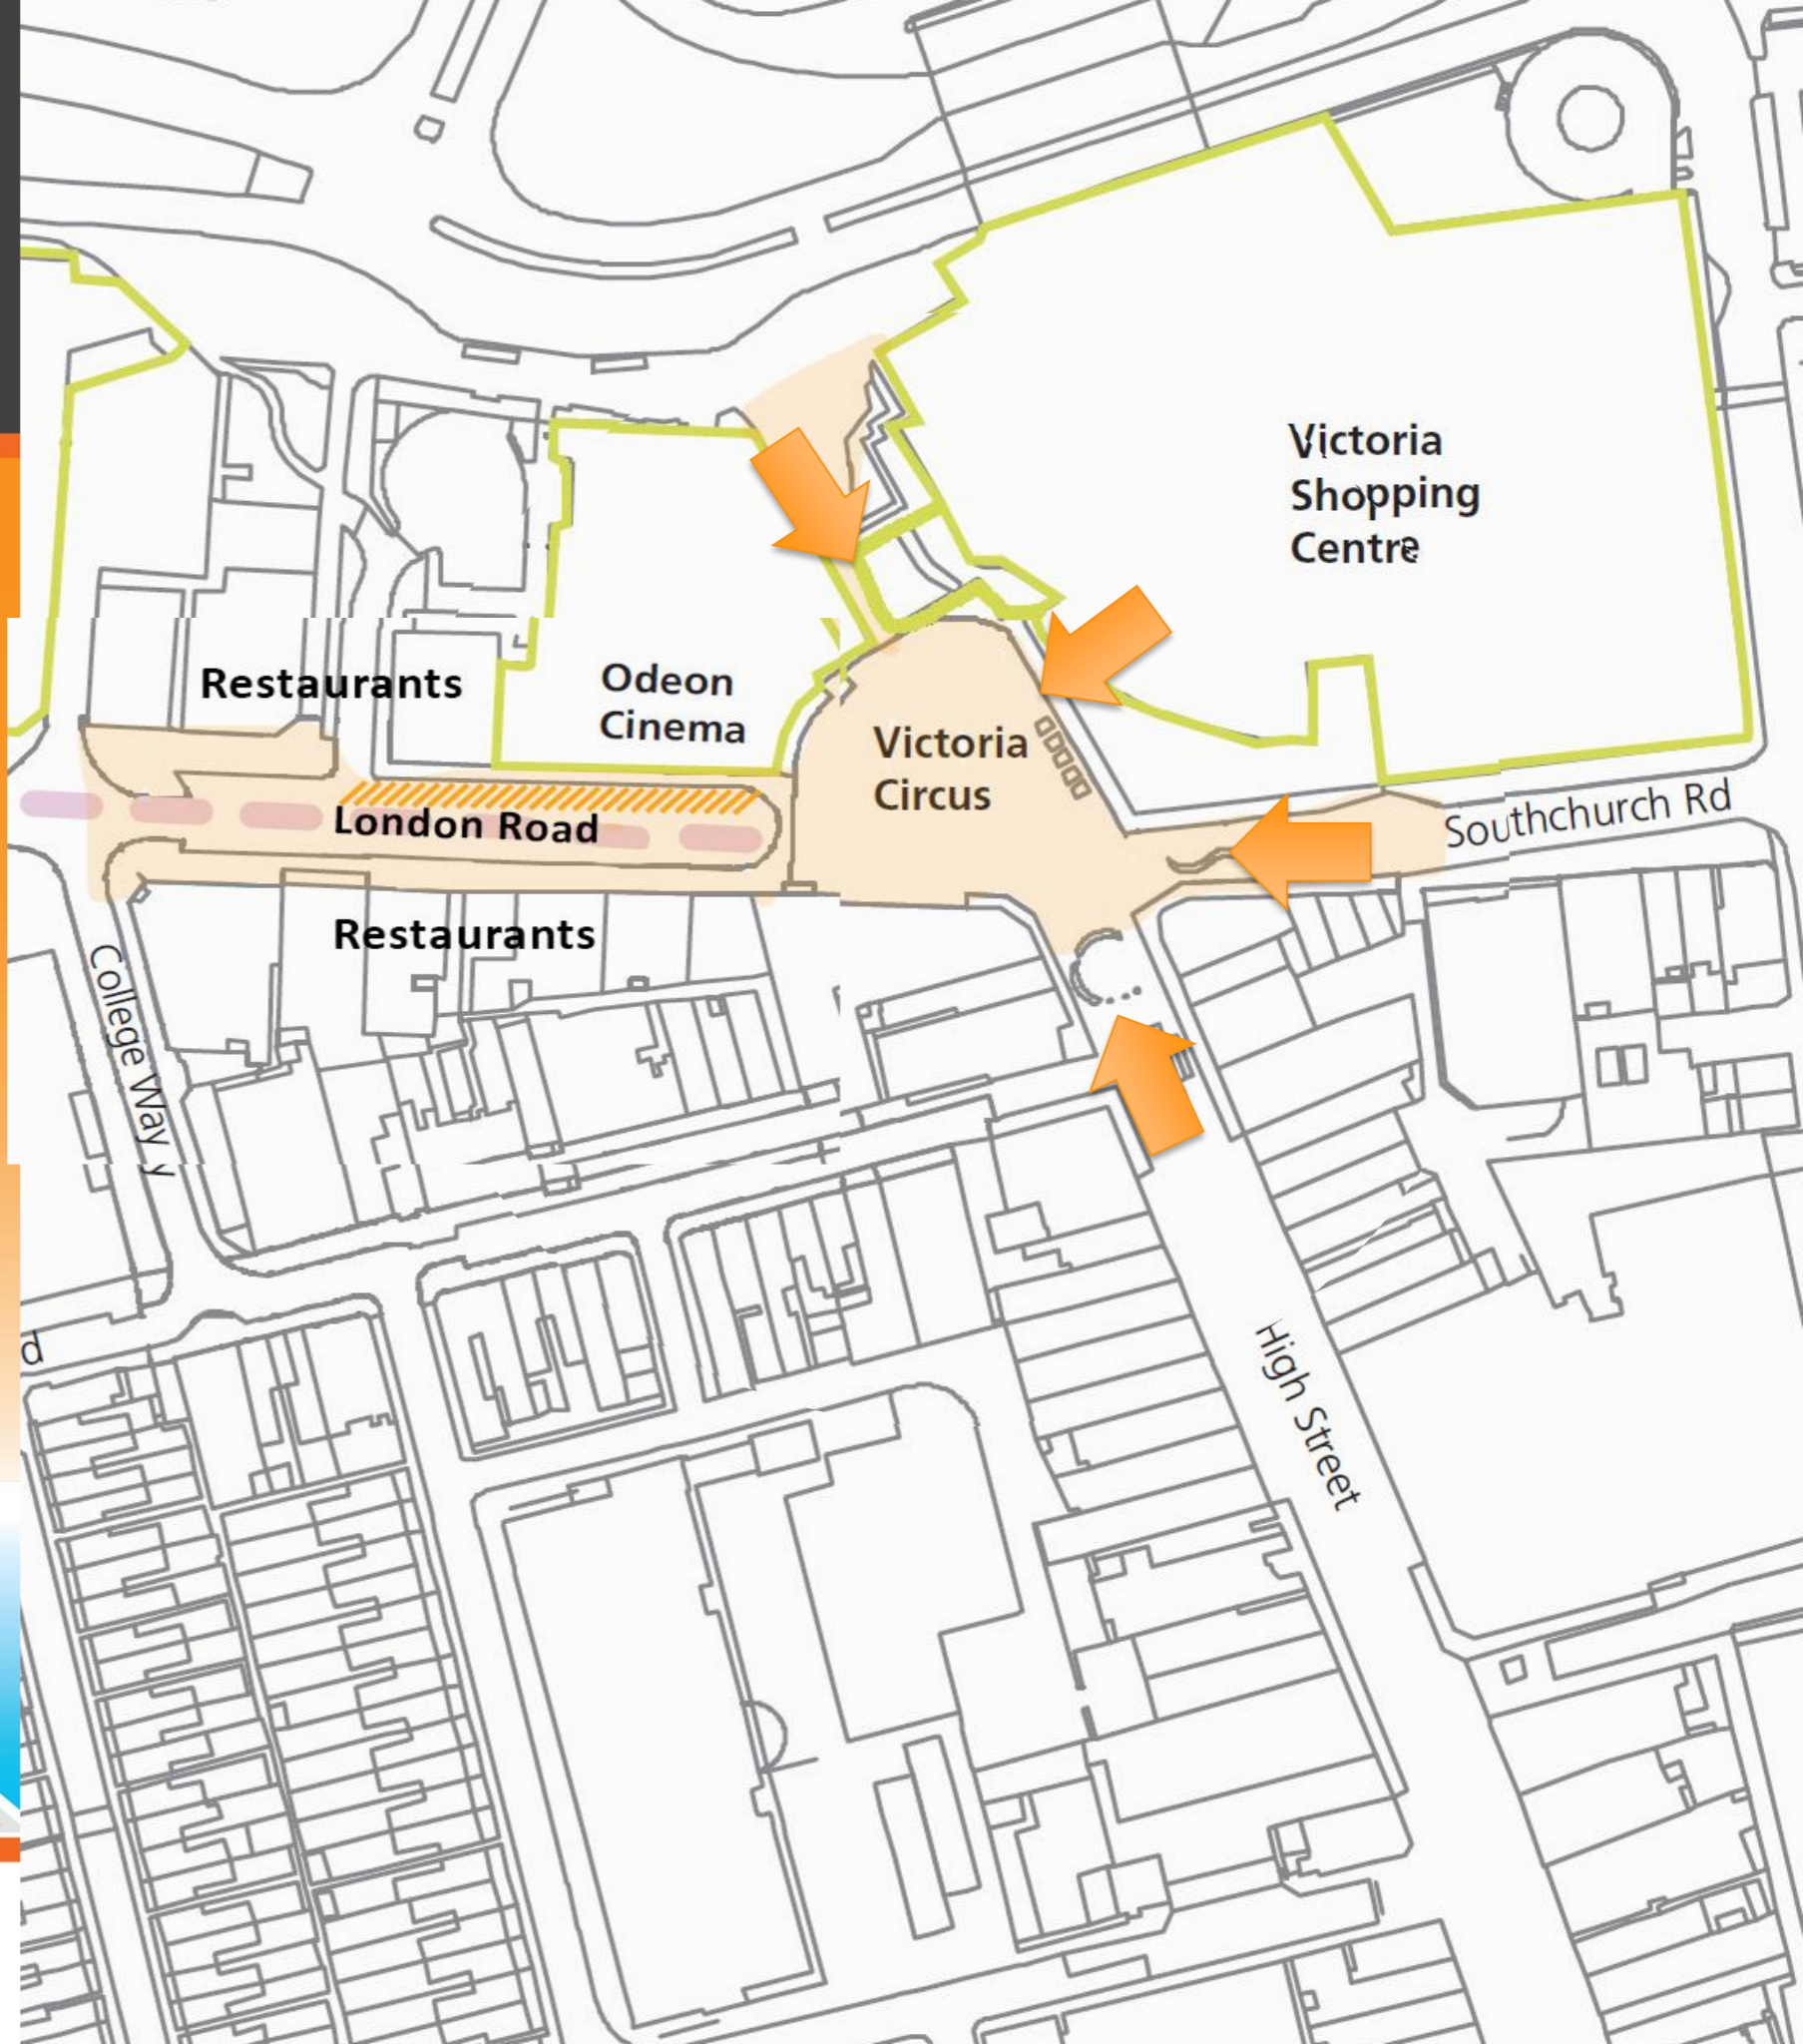 Victoria
Shopping
Centre
Restaurants
Odeon
Cinema
Victoria
Circus
London Road
Southchurch Rd
Restaurants
College Way
y
d
High Street